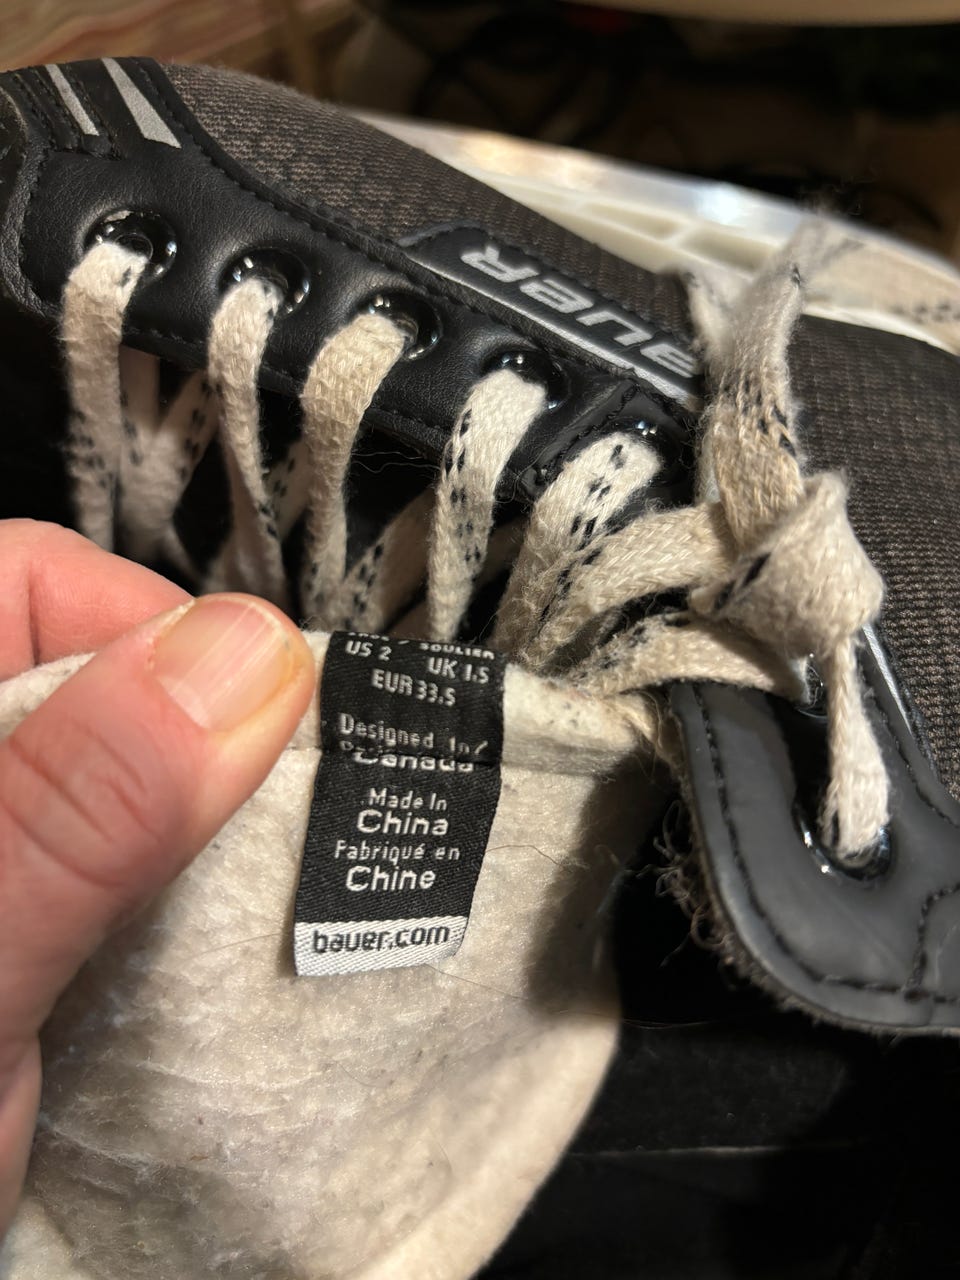 BAUER
SOULIER
US 2 UK 1.5
EUR 33.5
Designed In/
Canada
Made In
China
Fabriqué en
Chine
bauer.com